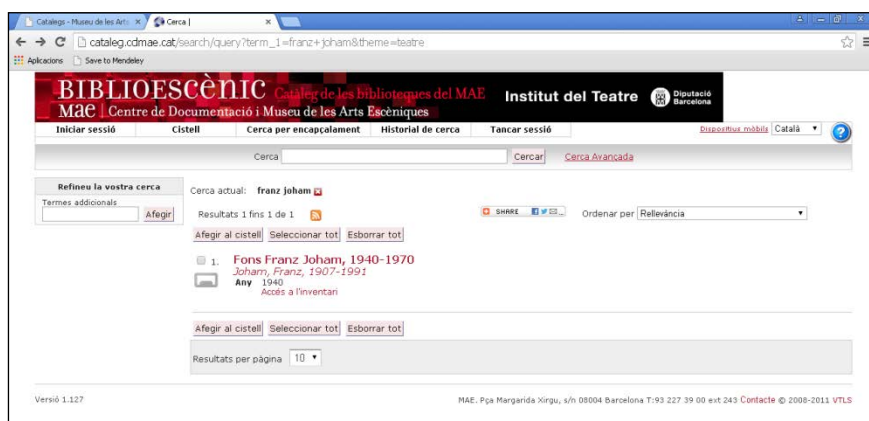 Catalegs - Museu de les Arts
Cerca |
cataleg.cdmae.cat/search/query?term_1=franz+joham&theme=teatre
Aplicacions Save to Mendeley
BIBLIOESCÈNIC Catàleg de les biblioteques del MAE
Mae Centre de Documentació i Museu de les Arts Escèniques
Institut del Teatre
Diputació
Barcelona
Iniciar sessió Cistell Cerca per encapçalament Historial de cerca Tancar sessió Dispositius mòbils Català ?
Cerca Cercar Cerca Avançada
Refineu la vostra cerca
Termes addicionals
Afegir
Cerca actual: franz joham
Resultats 1 fins 1 de 1 SHARE Ordenar per Rellevància
Afegir al cistell Seleccionar tot Esborrar tot
1. Fons Franz Joham, 1940-1970
Joham, Franz, 1907-1991
Any 1940
Accés a l'inventari
Afegir al cistell Seleccionar tot Esborrar tot
Resultats per pàgina 10
Versió 1.127 MAE. Pça Margarida Xirgu, s/n 08004 Barcelona T:93 227 39 00 ext 243 Contacte © 2008-2011 VTLS